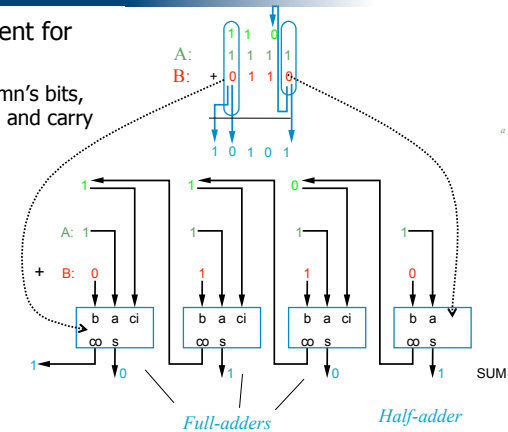 ent for
1 1 0
A: 1 1 1 1
mn's bits,
B: + 0 1 1 0
and carry
1 0 1 0 1
a
1 1 0
A: 1 1 1 1
+ B: 0 1 1 0
b a ci b a ci b a ci b a
co s co s co s co s
1 0 1 0 1 SUM
Full-adders Half-adder